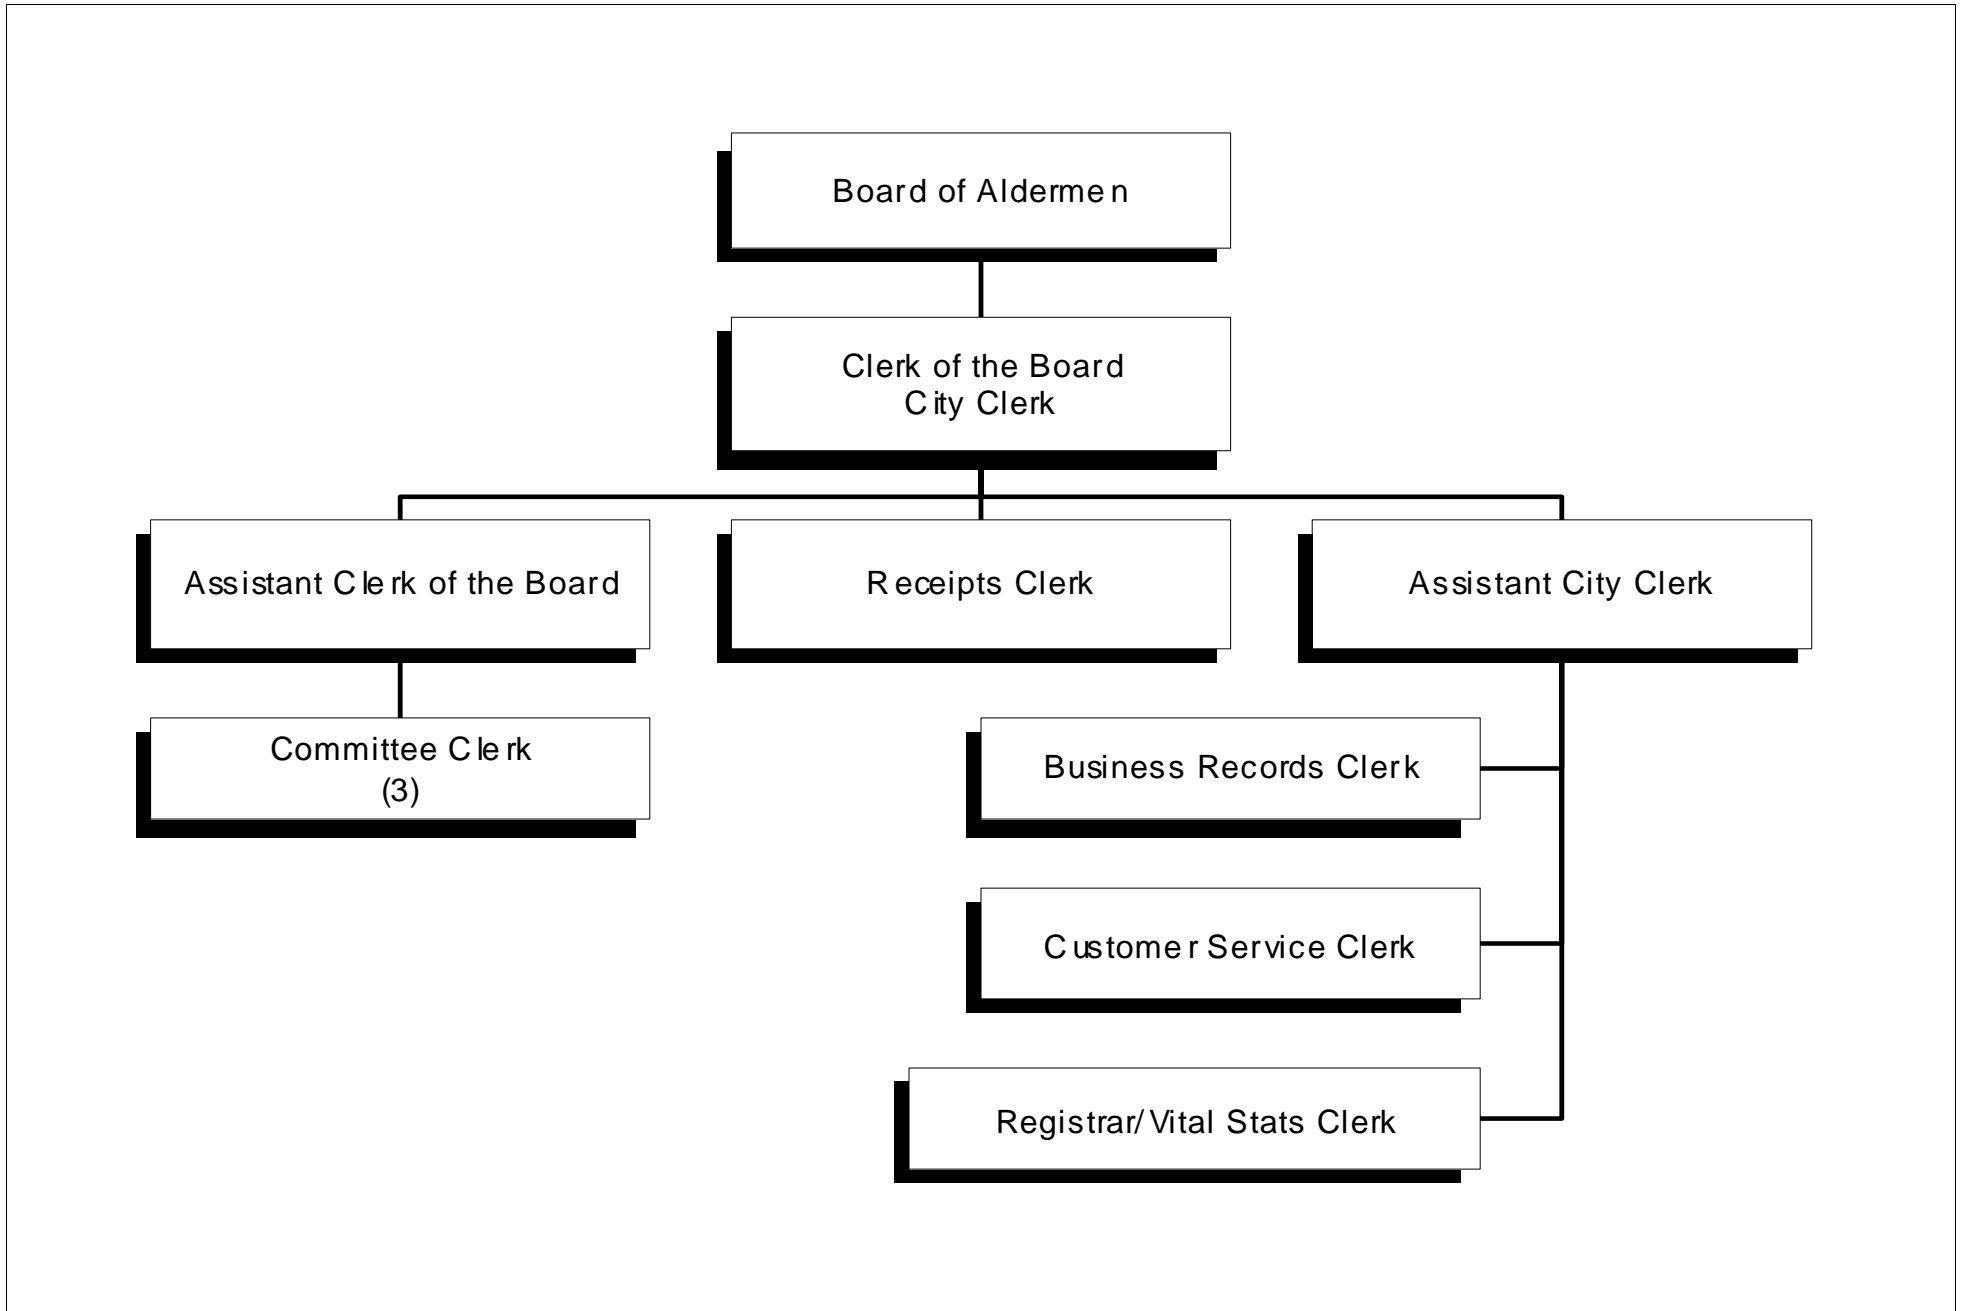 Board of Aldermen
Clerk of the Board
City Clerk
Assistant Clerk of the Board
Receipts Clerk
Assistant City Clerk
Committee Clerk
(3)
Business Records Clerk
Customer Service Clerk
Registrar/Vital Stats Clerk